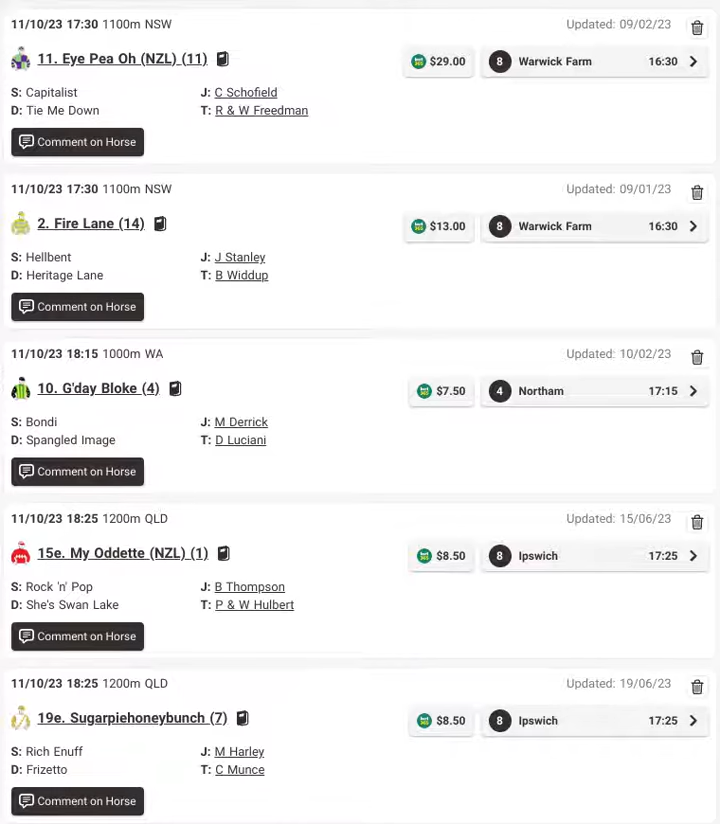 11/10/23 17:30 1100m NSW Updated: 09/02/23
11. Eye Pea Oh (NZL) (11) bet365 $29.00 8 Warwick Farm 16:30
S: Capitalist J: C Schofield
D: Tie Me Down T: R & W Freedman
Comment on Horse
11/10/23 17:30 1100m NSW Updated: 09/01/23
2. Fire Lane (14) bet365 $13.00 8 Warwick Farm 16:30
S: Hellbent J: J Stanley
D: Heritage Lane T: B Widdup
Comment on Horse
11/10/23 18:15 1000m WA Updated: 10/02/23
10. G'day Bloke (4) bet365 $7.50 4 Northam 17:15
S: Bondi J: M Derrick
D: Spangled Image T: D Luciani
Comment on Horse
11/10/23 18:25 1200m QLD Updated: 15/06/23
15e. My Oddette (NZL) (1) bet365 $8.50 8 Ipswich 17:25
S: Rock 'n' Pop J: B Thompson
D: She's Swan Lake T: P & W Hulbert
Comment on Horse
11/10/23 18:25 1200m QLD Updated: 19/06/23
19e. Sugarpiehoneybunch (7) bet365 $8.50 8 Ipswich 17:25
S: Rich Enuff J: M Harley
D: Frizetto T: C Munce
Comment on Horse